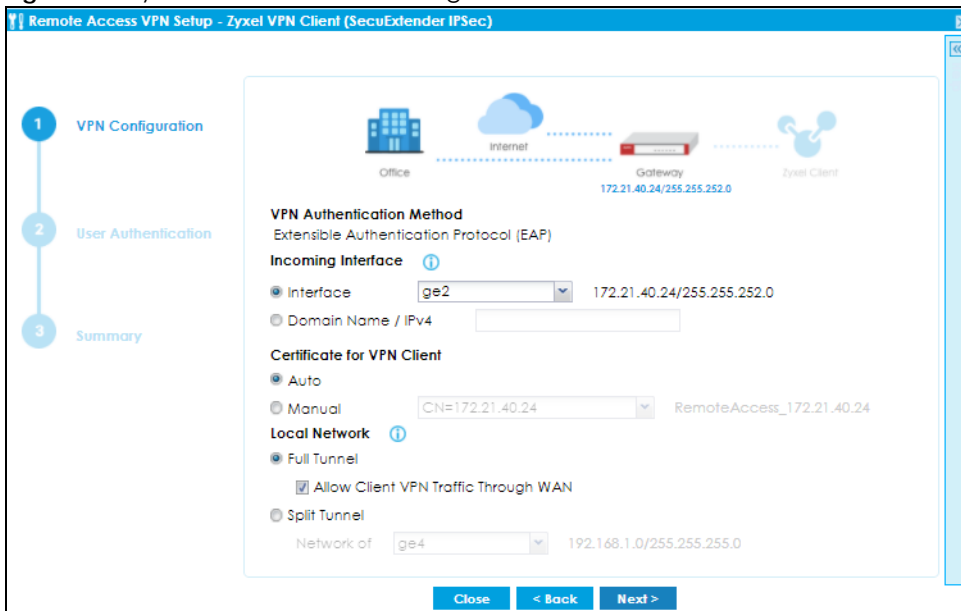 Remote Access VPN Setup - Zyxel VPN Client (SecuExtender IPSec)
1 VPN Configuration
2 User Authentication
3 Summary
Internet
Office
Gateway
Zyxel Client
172.21.40.24/255.255.252.0
VPN Authentication Method
Extensible Authentication Protocol (EAP)
Incoming Interface
Interface ge2 172.21.40.24/255.255.252.0
Domain Name / IPv4
Certificate for VPN Client
Auto
Manual CN=172.21.40.24 RemoteAccess_172.21.40.24
Local Network
Full Tunnel
Allow Client VPN Traffic Through WAN
Split Tunnel
Network of ge4 192.168.1.0/255.255.255.0
Close < Back Next >